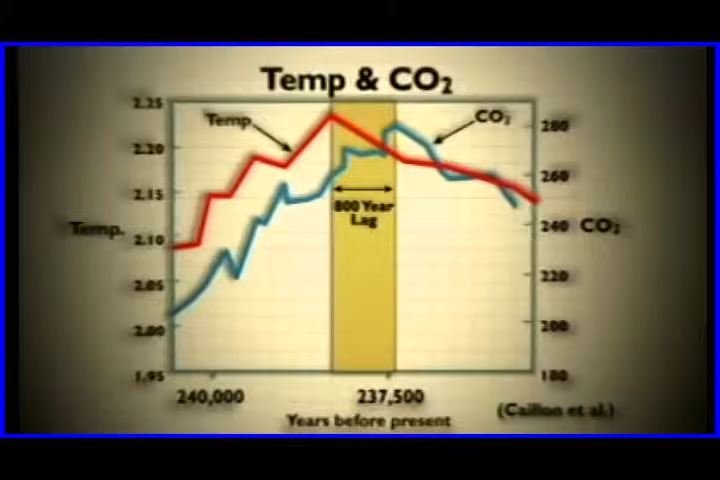 Temp & CO₂
2.25
2.20
2.15
2.10
2.05
2.00
1.95
Temp.
Temp.
CO₂
800 Year
Lag
280
260
240
220
200
180
CO₂
240,000
237,500
Years before present
(Caillon et al.)